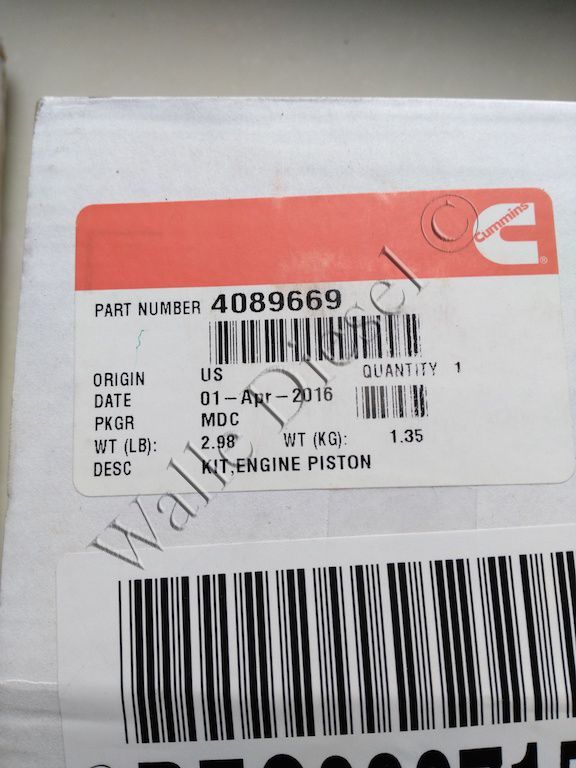 Cummins
®
PART NUMBER 4089669
ORIGIN US QUANTITY 1
DATE 01-Apr-2016
PKGR MDC
WT (LB): 2.98 WT (KG): 1.35
DESC KIT,ENGINE PISTON
Walle Diesel ©